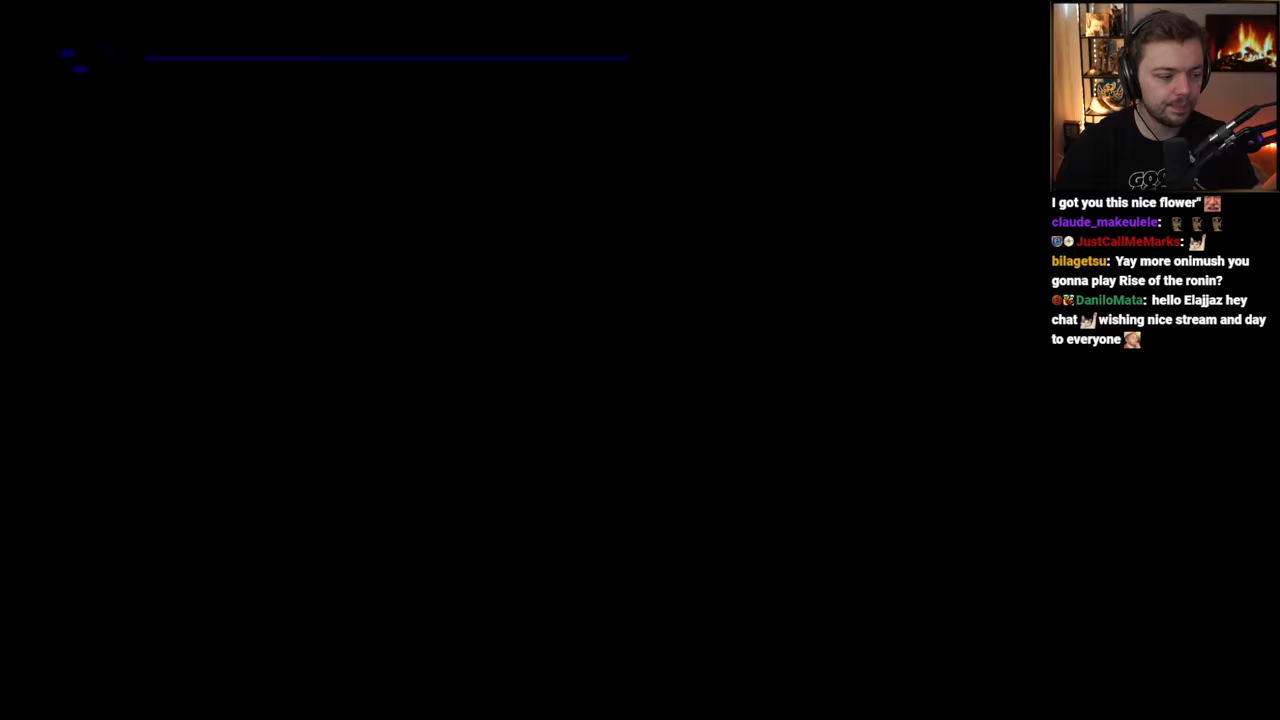 I got you this nice flower"
claude_makeulele:
JustCallMeMarks:
bilagetsu: Yay more onimush you
gonna play Rise of the ronin?
DaniloMata: hello Elajjaz hey
chat wishing nice stream and day
to everyone